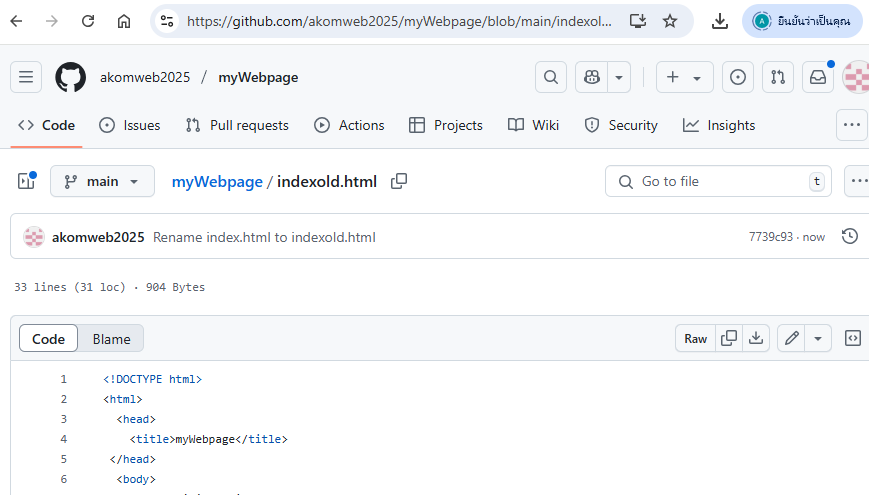 https://github.com/akomweb2025/myWebpage/blob/main/indexol...
A ยืนยันว่าเป็นคุณ
akomweb2025 / myWebpage
Code Issues Pull requests Actions Projects Wiki Security Insights
main myWebpage / indexold.html Go to file t
akomweb2025 Rename index.html to indexold.html 7739c93 · now
33 lines (31 loc) · 904 Bytes
Code Blame Raw
1 <!DOCTYPE html>
2 <html>
3 <head>
4 <title>myWebpage</title>
5 </head>
6 <body>